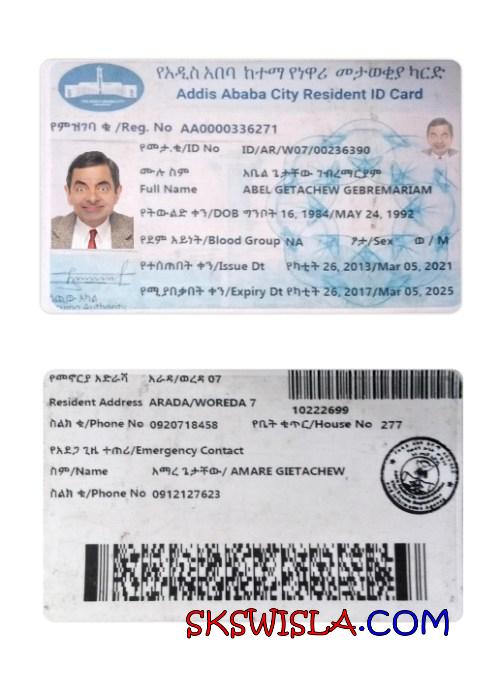 የአዲስ አበባ ከተማ የነዋሪ መታወቂያ ካርድ
Addis Ababa City Resident ID Card
የምዝገባ ቁ /Reg. No AA0000336271
የመታ.ቁ/ID No ID/AR/W07/00236390
ሙሉ ስም አቤል ጌታቸው ገብረማርያም
Full Name ABEL GETACHEW GEBREMARIAM
የትውልድ ቀን/DOB ግንቦት 16, 1984/MAY 24, 1992
የደም አይነት/Blood Group NA ፆታ/Sex ወ / M
የተሰጠበት ቀን/Issue Dt የካቲት 26, 2013/Mar 05, 2021
የሚያበቃበት ቀን/Expiry Dt የካቲት 26, 2017/Mar 05, 2025
የመኖርያ አድራሻ አራዳ/ወረዳ 07
Resident Address ARADA/WOREDA 7
10222699
ስልክ ቁ/Phone No 0920718458 የቤት ቁጥር/House No 277
የአደጋ ጊዜ ተጠሪ/Emergency Contact
ስም/Name አማረ ጌታቸው/ AMARE GIETACHEW
ስልክ ቁ/Phone No 0912127623
SKSWISLA.COM